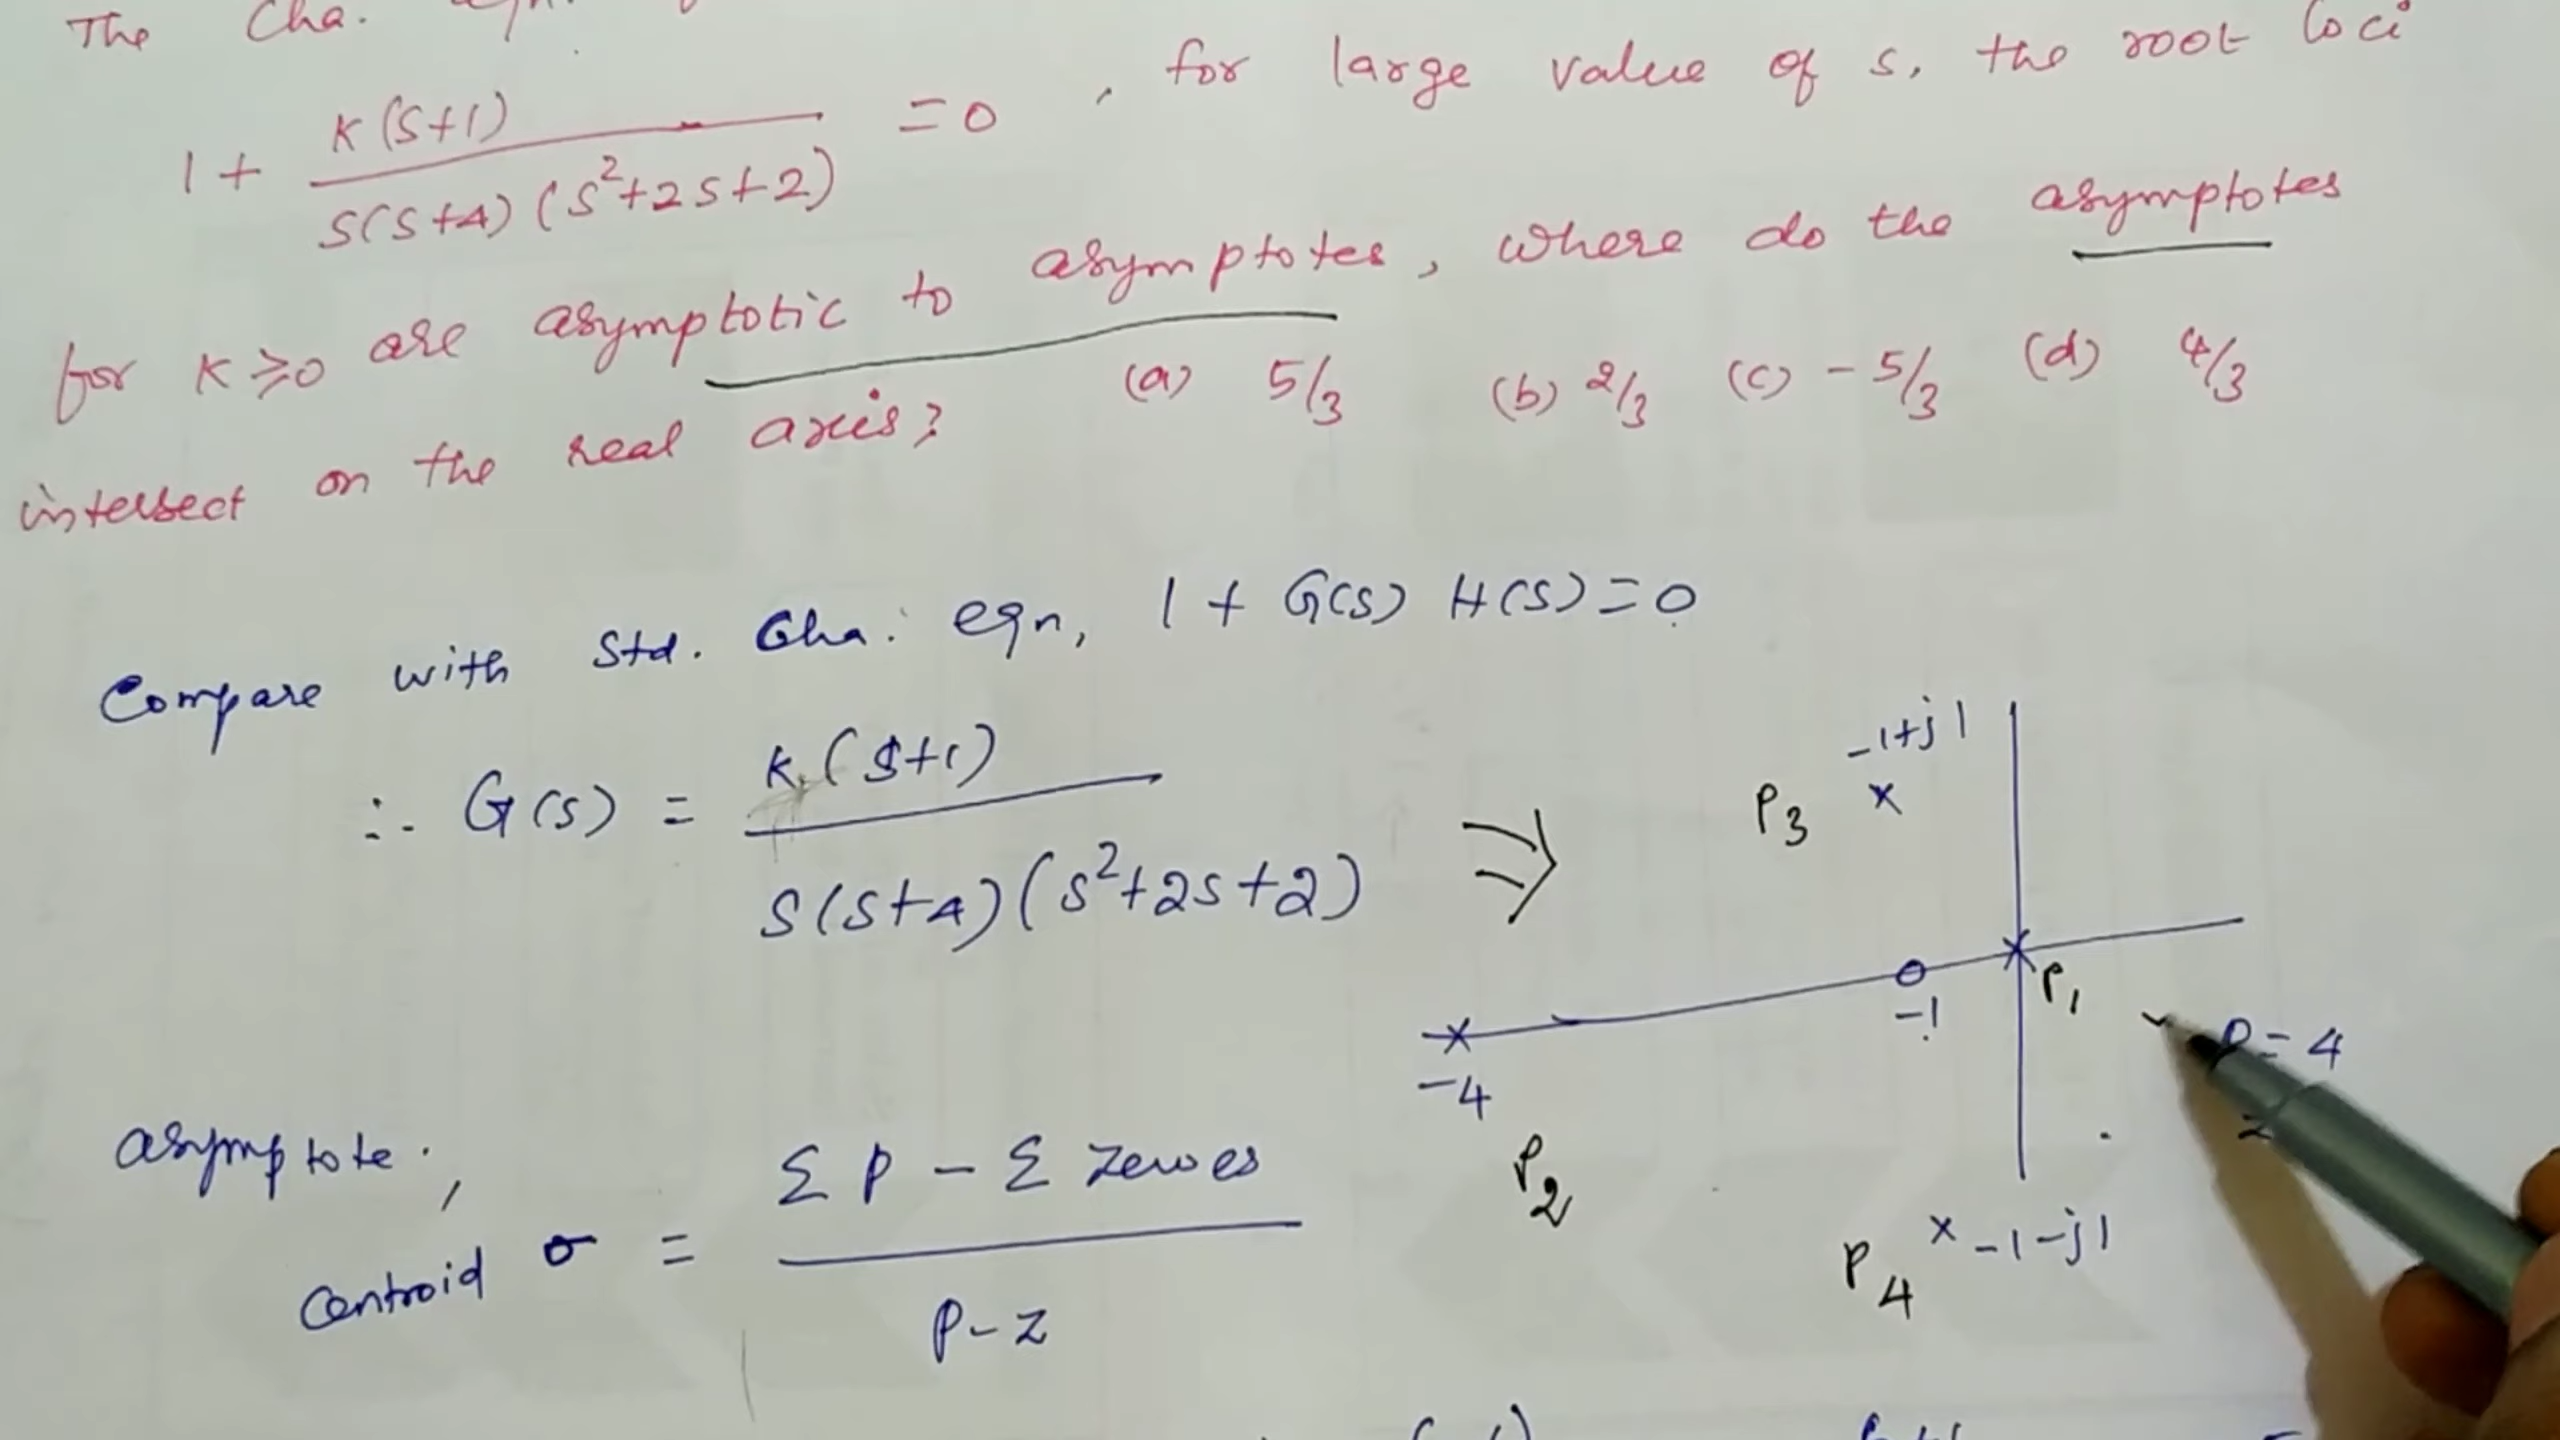 The Cha.
1 + K(S+1) / S(S+4)(S²+2S+2) = 0 , for large value of s, the root loci
for K ≥ 0 are asymptotic to asymptotes, where do the asymptotes
intersect on the real axis? (a) 5/3 (b) 2/3 (c) -5/3 (d) 4/3
Compare with Std. Cha. eqn, 1 + G(S) H(S) = 0
∴ G(S) = K(S+1) / S(S+4)(S²+2S+2) ⇒
-1+j1
P3
-1
P1
-4
P2
P = 4
z
P4 -1-j1
asymptote,
Centroid σ = Σ P - Σ zeroes / P-z